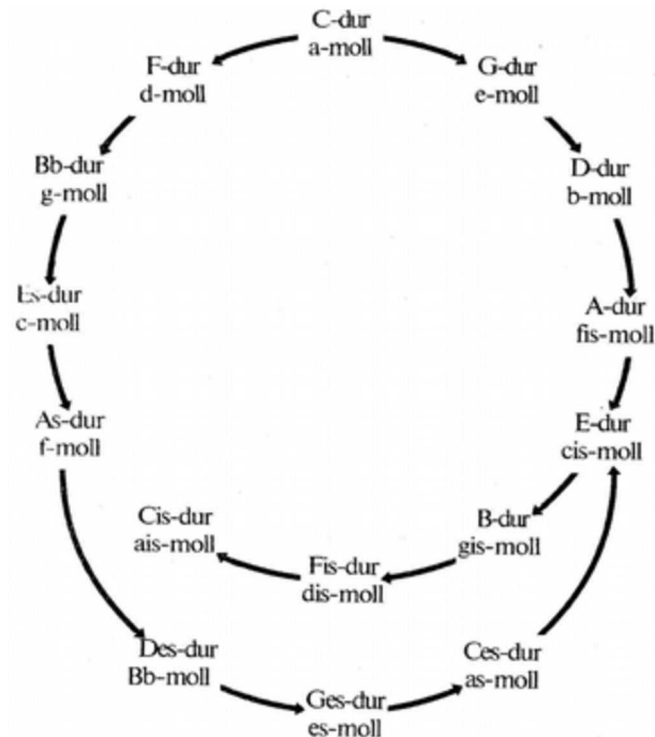 C-dur
a-moll
F-dur
d-moll
G-dur
e-moll
Bb-dur
g-moll
D-dur
b-moll
Es-dur
c-moll
A-dur
fis-moll
As-dur
f-moll
E-dur
cis-moll
Cis-dur
ais-moll
B-dur
gis-moll
Fis-dur
dis-moll
Des-dur
Bb-moll
Ces-dur
as-moll
Ges-dur
es-moll